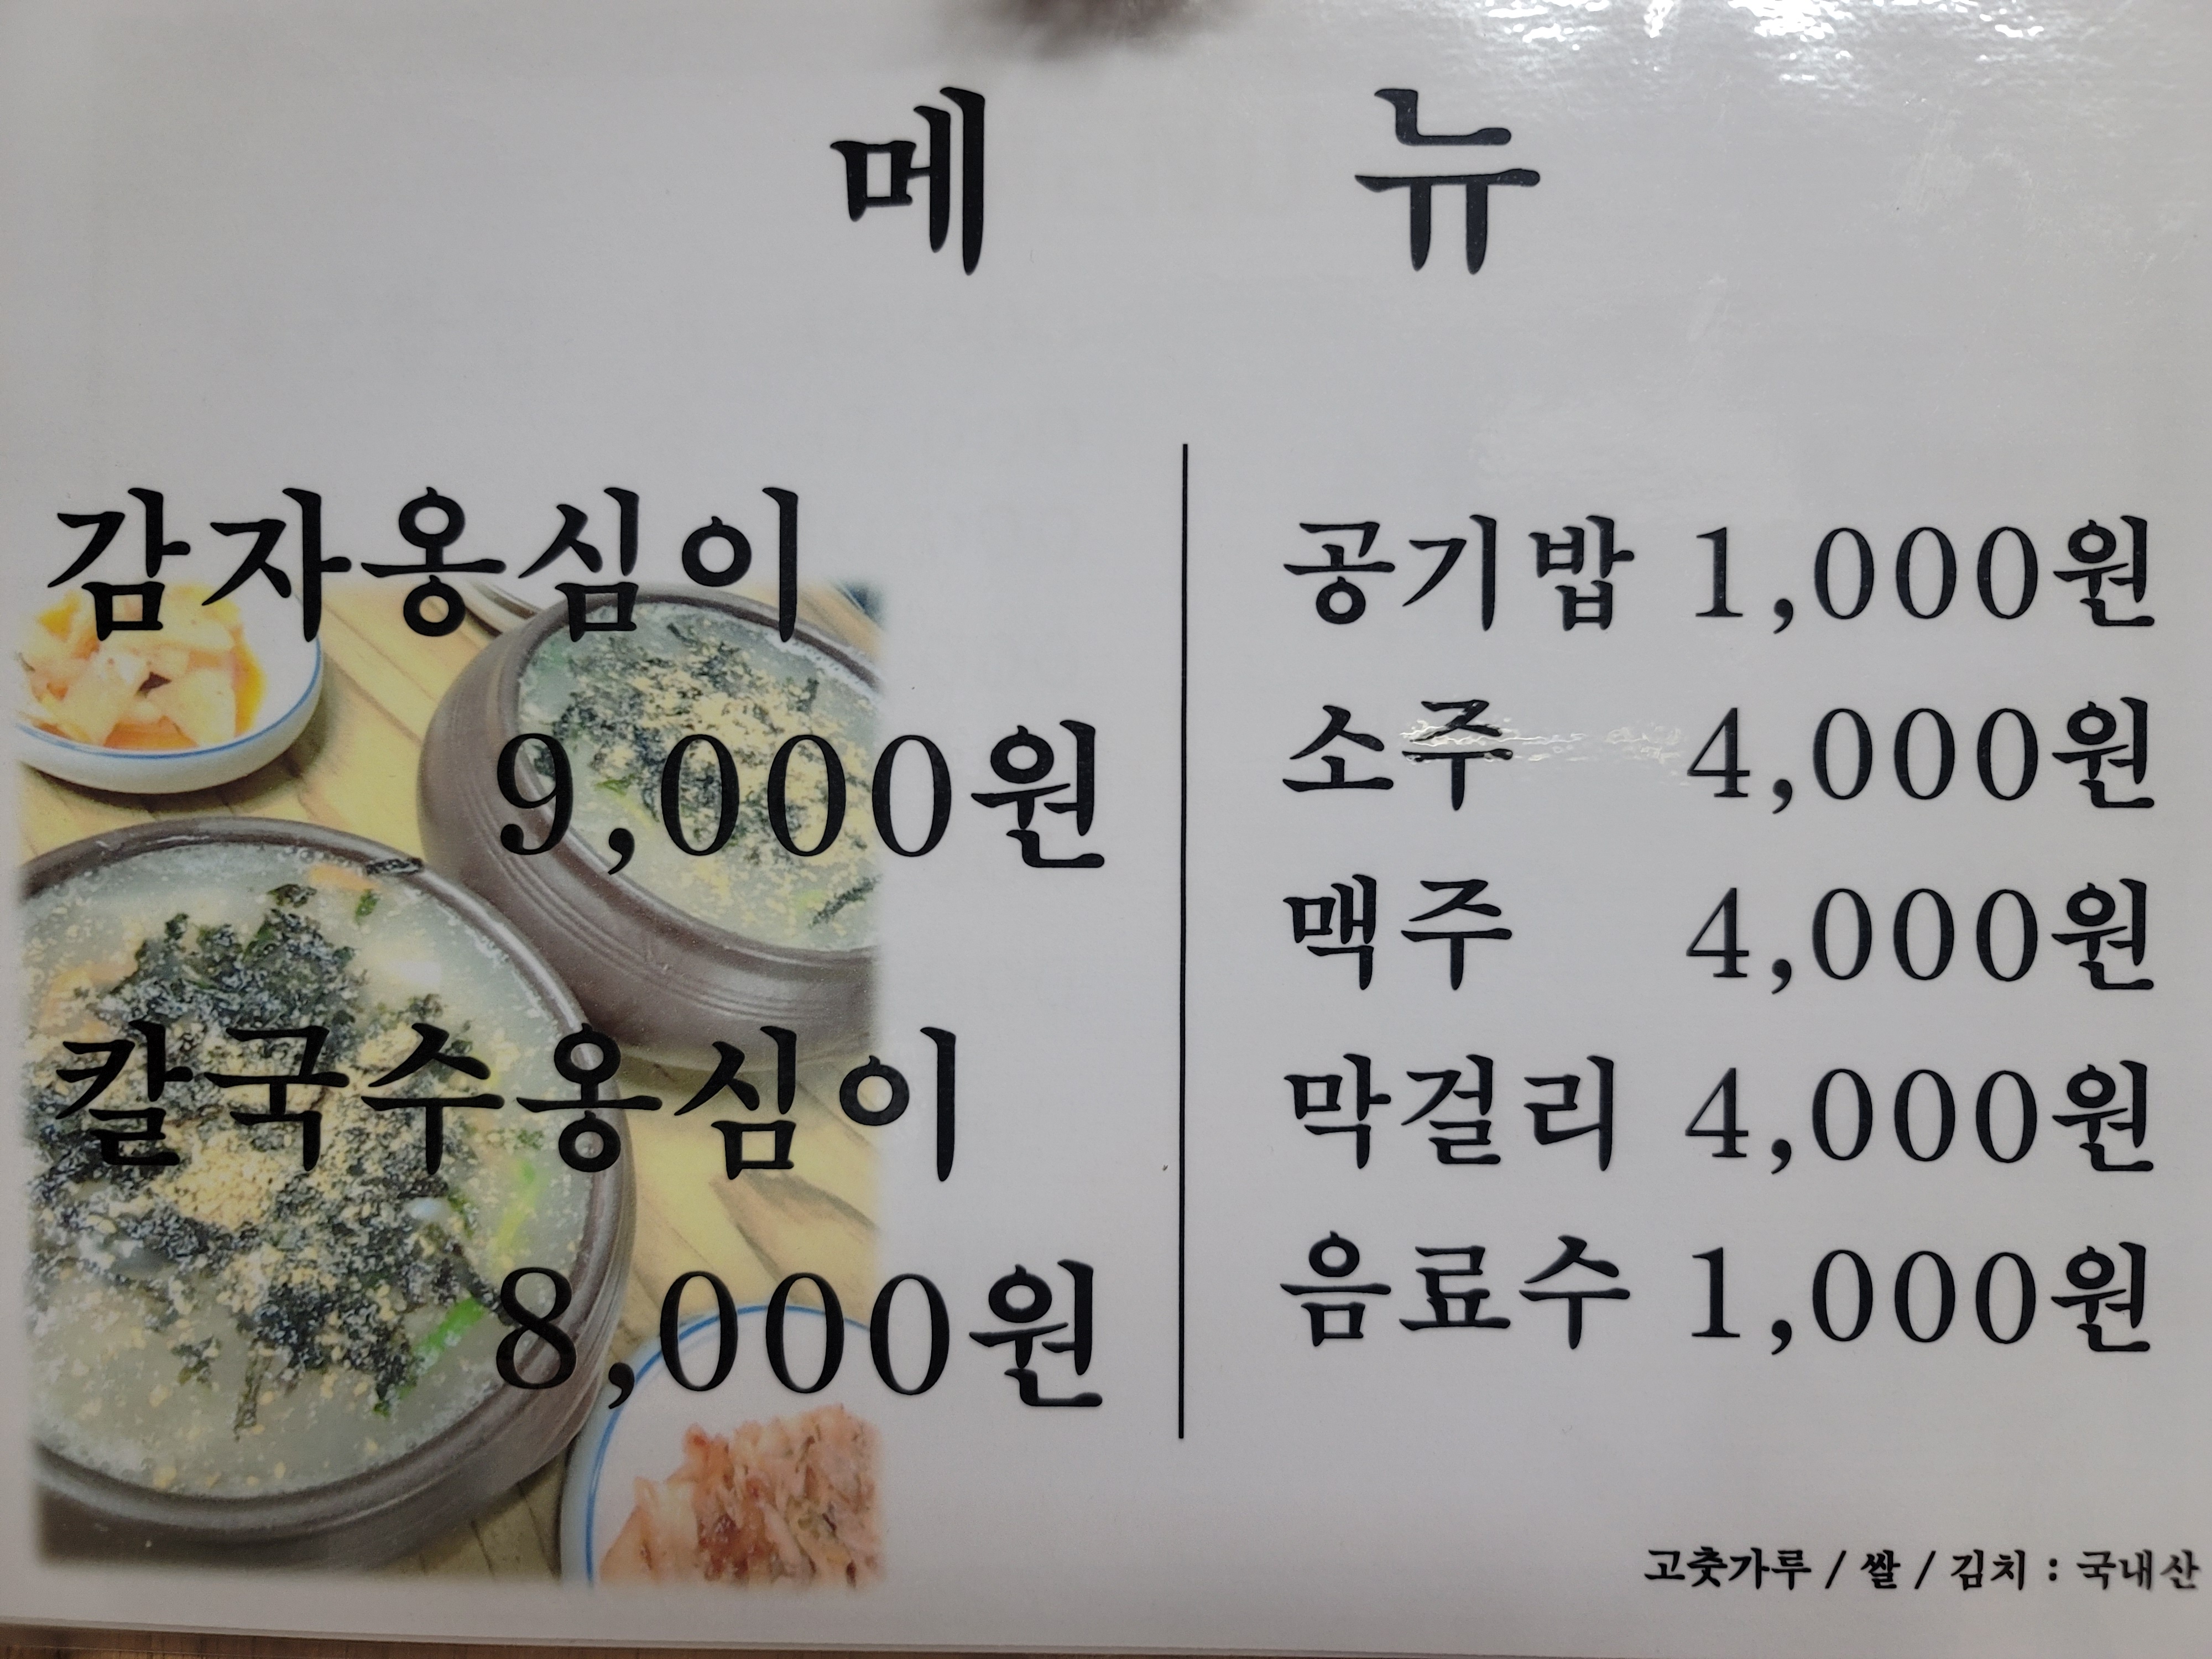 메 뉴
감자옹심이
9,000원
칼국수옹심이
8,000원
공기밥 1,000원
소주 4,000원
맥주 4,000원
막걸리 4,000원
음료수 1,000원
고춧가루 / 쌀 / 김치 : 국내산